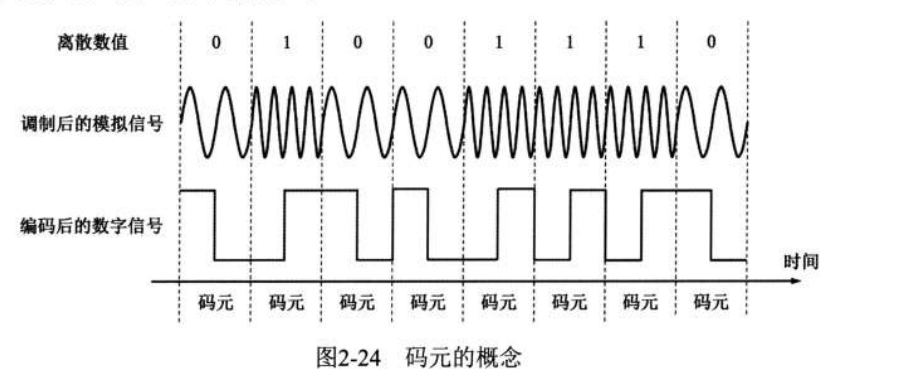 离散数值 0 1 0 0 1 1 1 0
调制后的模拟信号
编码后的数字信号
时间
码元 码元 码元 码元 码元 码元 码元 码元
图2-24 码元的概念